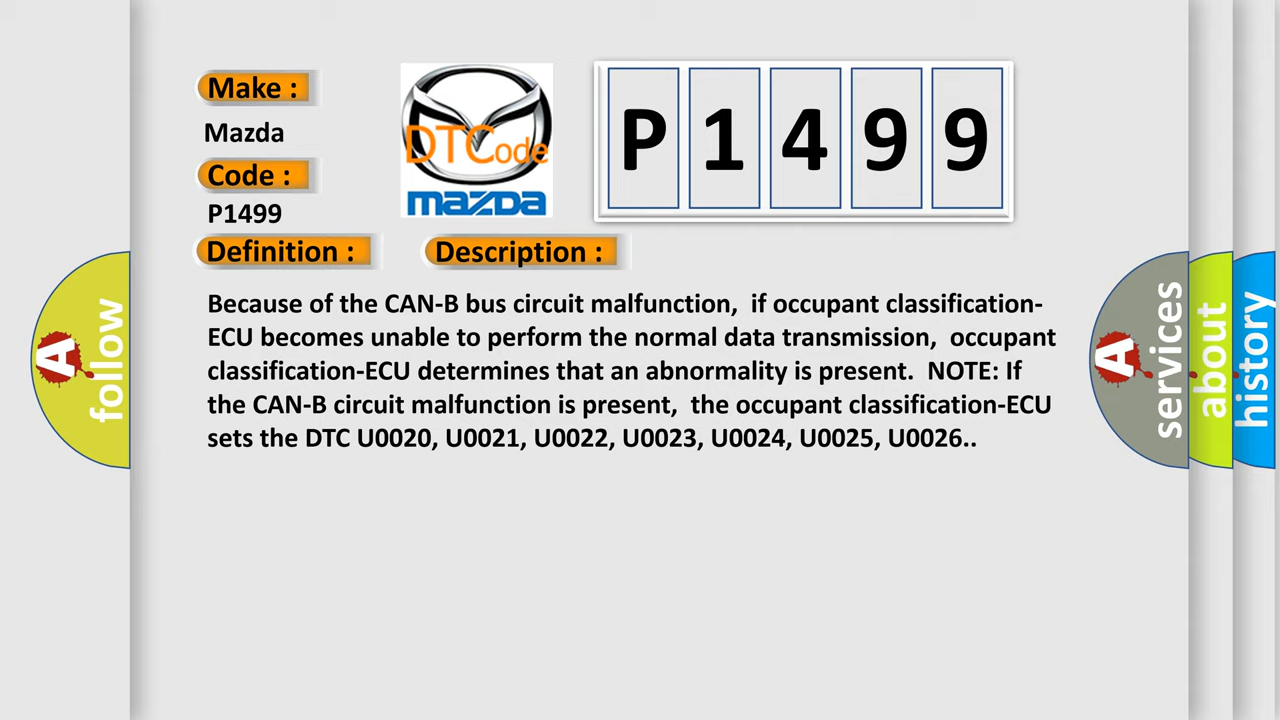 Make :
Mazda
Code :
P1499
Definition :
Description :
DTCode
mazDa
P 1 4 9 9
Because of the CAN-B bus circuit malfunction, if occupant classification-
ECU becomes unable to perform the normal data transmission, occupant
classification-ECU determines that an abnormality is present. NOTE: If
the CAN-B circuit malfunction is present, the occupant classification-ECU
sets the DTC U0020, U0021, U0022, U0023, U0024, U0025, U0026..
A
follow
A
services
about
history